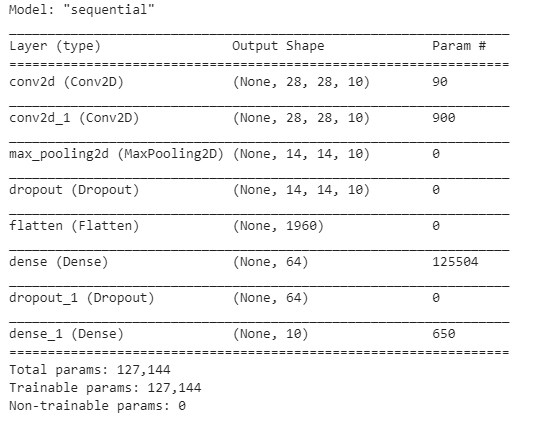 Model: "sequential"
Layer (type) Output Shape Param #
conv2d (Conv2D) (None, 28, 28, 10) 90
conv2d_1 (Conv2D) (None, 28, 28, 10) 900
max_pooling2d (MaxPooling2D) (None, 14, 14, 10) 0
dropout (Dropout) (None, 14, 14, 10) 0
flatten (Flatten) (None, 1960) 0
dense (Dense) (None, 64) 125504
dropout_1 (Dropout) (None, 64) 0
dense_1 (Dense) (None, 10) 650
Total params: 127,144
Trainable params: 127,144
Non-trainable params: 0